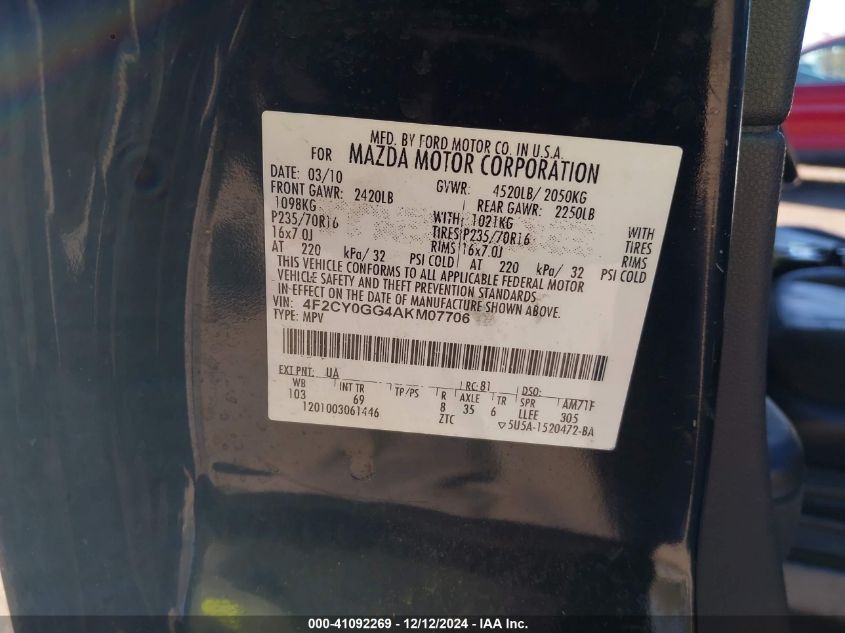 MFD. BY FORD MOTOR CO. IN U.S.A.
FOR MAZDA MOTOR CORPORATION
DATE: 03/10 GVWR: 4520LB/ 2050KG
FRONT GAWR: 2420LB REAR GAWR: 2250LB
1098KG WITH 1021KG WITH
P235/70R16 TIRES P235/70R16 TIRES
16x7.0J RIMS 16x7.0J RIMS
AT 220 kPa/ 32 PSI COLD AT 220 kPa/ 32 PSI COLD
THIS VEHICLE CONFORMS TO ALL APPLICABLE FEDERAL MOTOR
VEHICLE SAFETY AND THEFT PREVENTION STANDARDS
IN EFFECT ON THE DATE OF MANUFACTURE SHOWN ABOVE.
VIN: 4F2CY0GG4AKM07706
TYPE: MPV
EXT PNT: UA RC: 81 DSO:
WB INT TR TP/PS R AXLE TR SPR AM71F
103 69 8 35 6 LLEE 305
1201003061446 ZTC 5U5A-1520472-BA
000-41092269 - 12/12/2024 - IAA Inc.